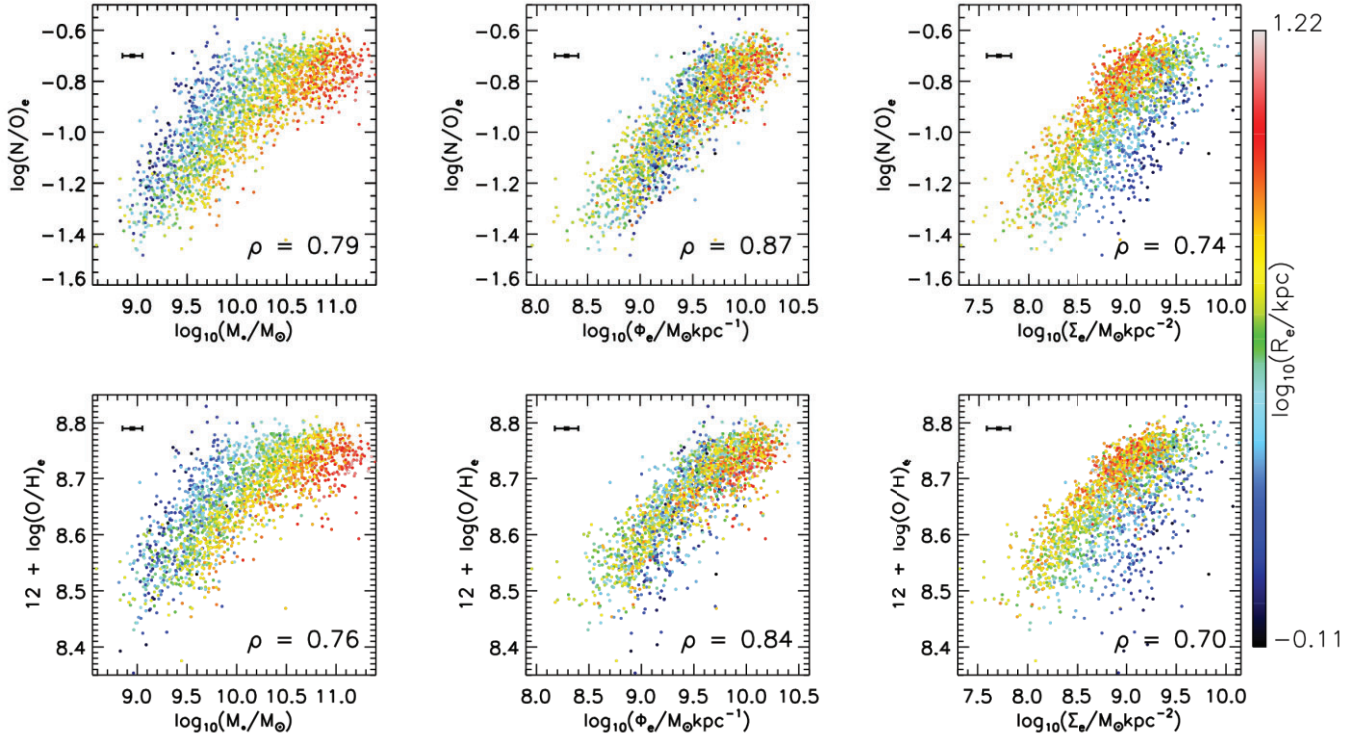 −0.6
−0.8
−1.0
−1.2
−1.4
−1.6
log(N/O)e
ρ = 0.79
9.0 9.5 10.0 10.5 11.0
log10(M*/M⊙)
−0.6
−0.8
−1.0
−1.2
−1.4
−1.6
log(N/O)e
ρ = 0.87
8.0 8.5 9.0 9.5 10.0 10.5
log10(Φe/M⊙kpc−1)
−0.6
−0.8
−1.0
−1.2
−1.4
−1.6
log(N/O)e
ρ = 0.74
7.5 8.0 8.5 9.0 9.5 10.0
log10(Σe/M⊙kpc−2)
8.8
8.7
8.6
8.5
8.4
12 + log(O/H)e
ρ = 0.76
9.0 9.5 10.0 10.5 11.0
log10(M*/M⊙)
8.8
8.7
8.6
8.5
8.4
12 + log(O/H)e
ρ = 0.84
8.0 8.5 9.0 9.5 10.0 10.5
log10(Φe/M⊙kpc−1)
8.8
8.7
8.6
8.5
8.4
12 + log(O/H)e
ρ = 0.70
7.5 8.0 8.5 9.0 9.5 10.0
log10(Σe/M⊙kpc−2)
1.22
log10(Re/kpc)
−0.11